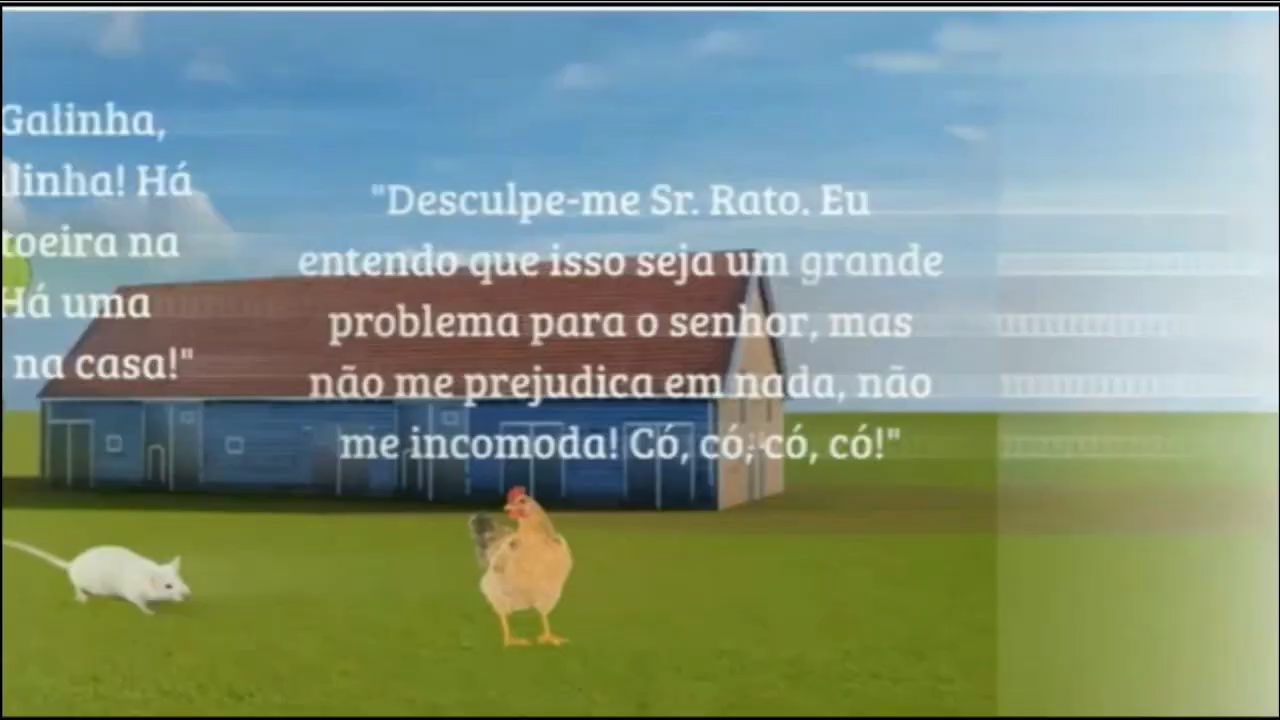 Galinha,
linha! Há
toeira na
Há uma
na casa!"
"Desculpe-me Sr. Rato. Eu
entendo que isso seja um grande
problema para o senhor, mas
não me prejudica em nada, não
me incomoda! Có, có, có, có!"